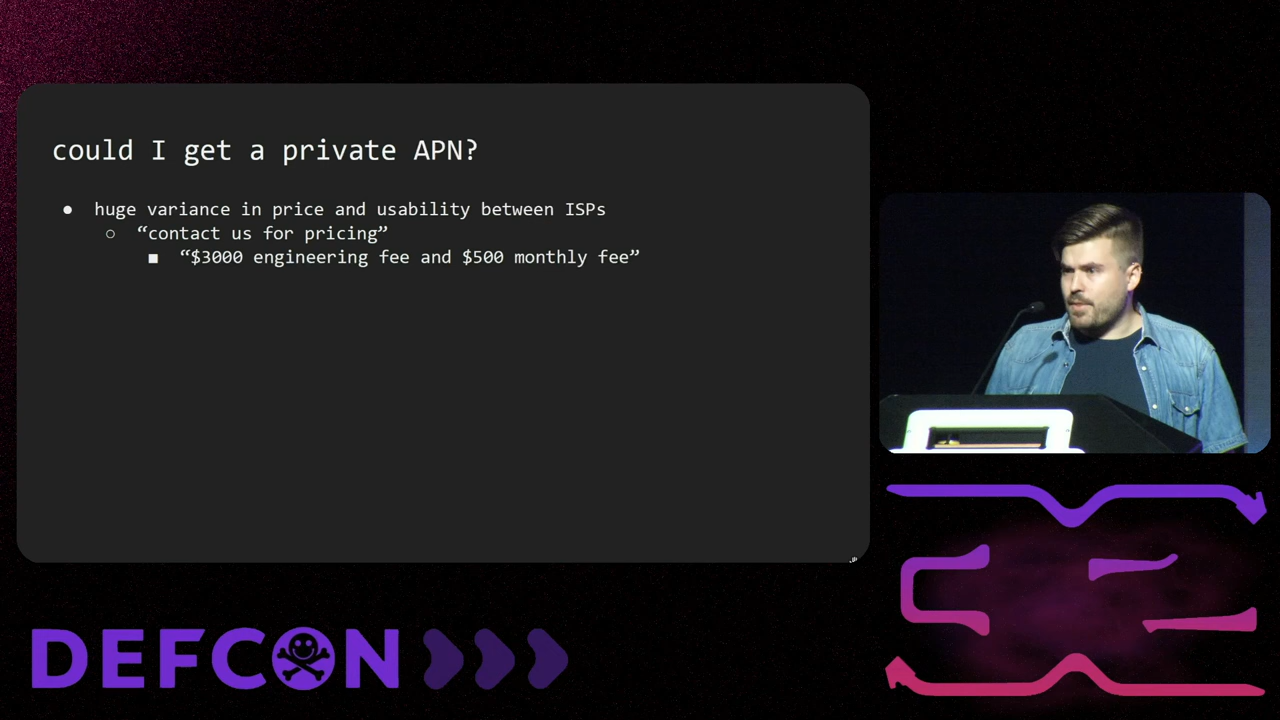 could I get a private APN?
● huge variance in price and usability between ISPs
○ “contact us for pricing”
■ “$3000 engineering fee and $500 monthly fee”
DEFCON